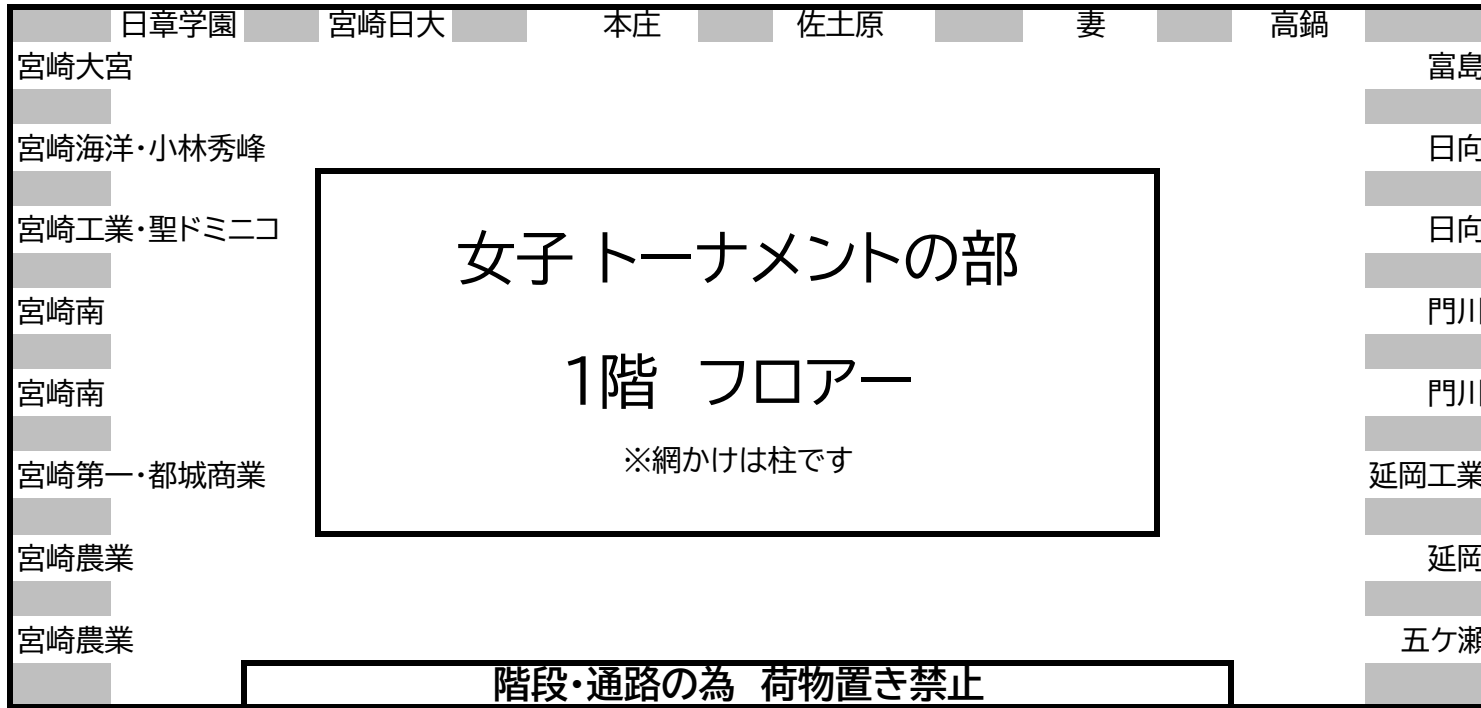 日章学園 宮崎日大 本庄 佐土原 妻 高鍋
宮崎大宮 富島
宮崎海洋・小林秀峰 日向
宮崎工業・聖ドミニコ 日向
女子 トーナメントの部
宮崎南 門川
1階 フロアー
宮崎南 門川
※網かけは柱です
宮崎第一・都城商業 延岡工業
宮崎農業 延岡
宮崎農業 五ケ瀬
階段・通路の為 荷物置き禁止